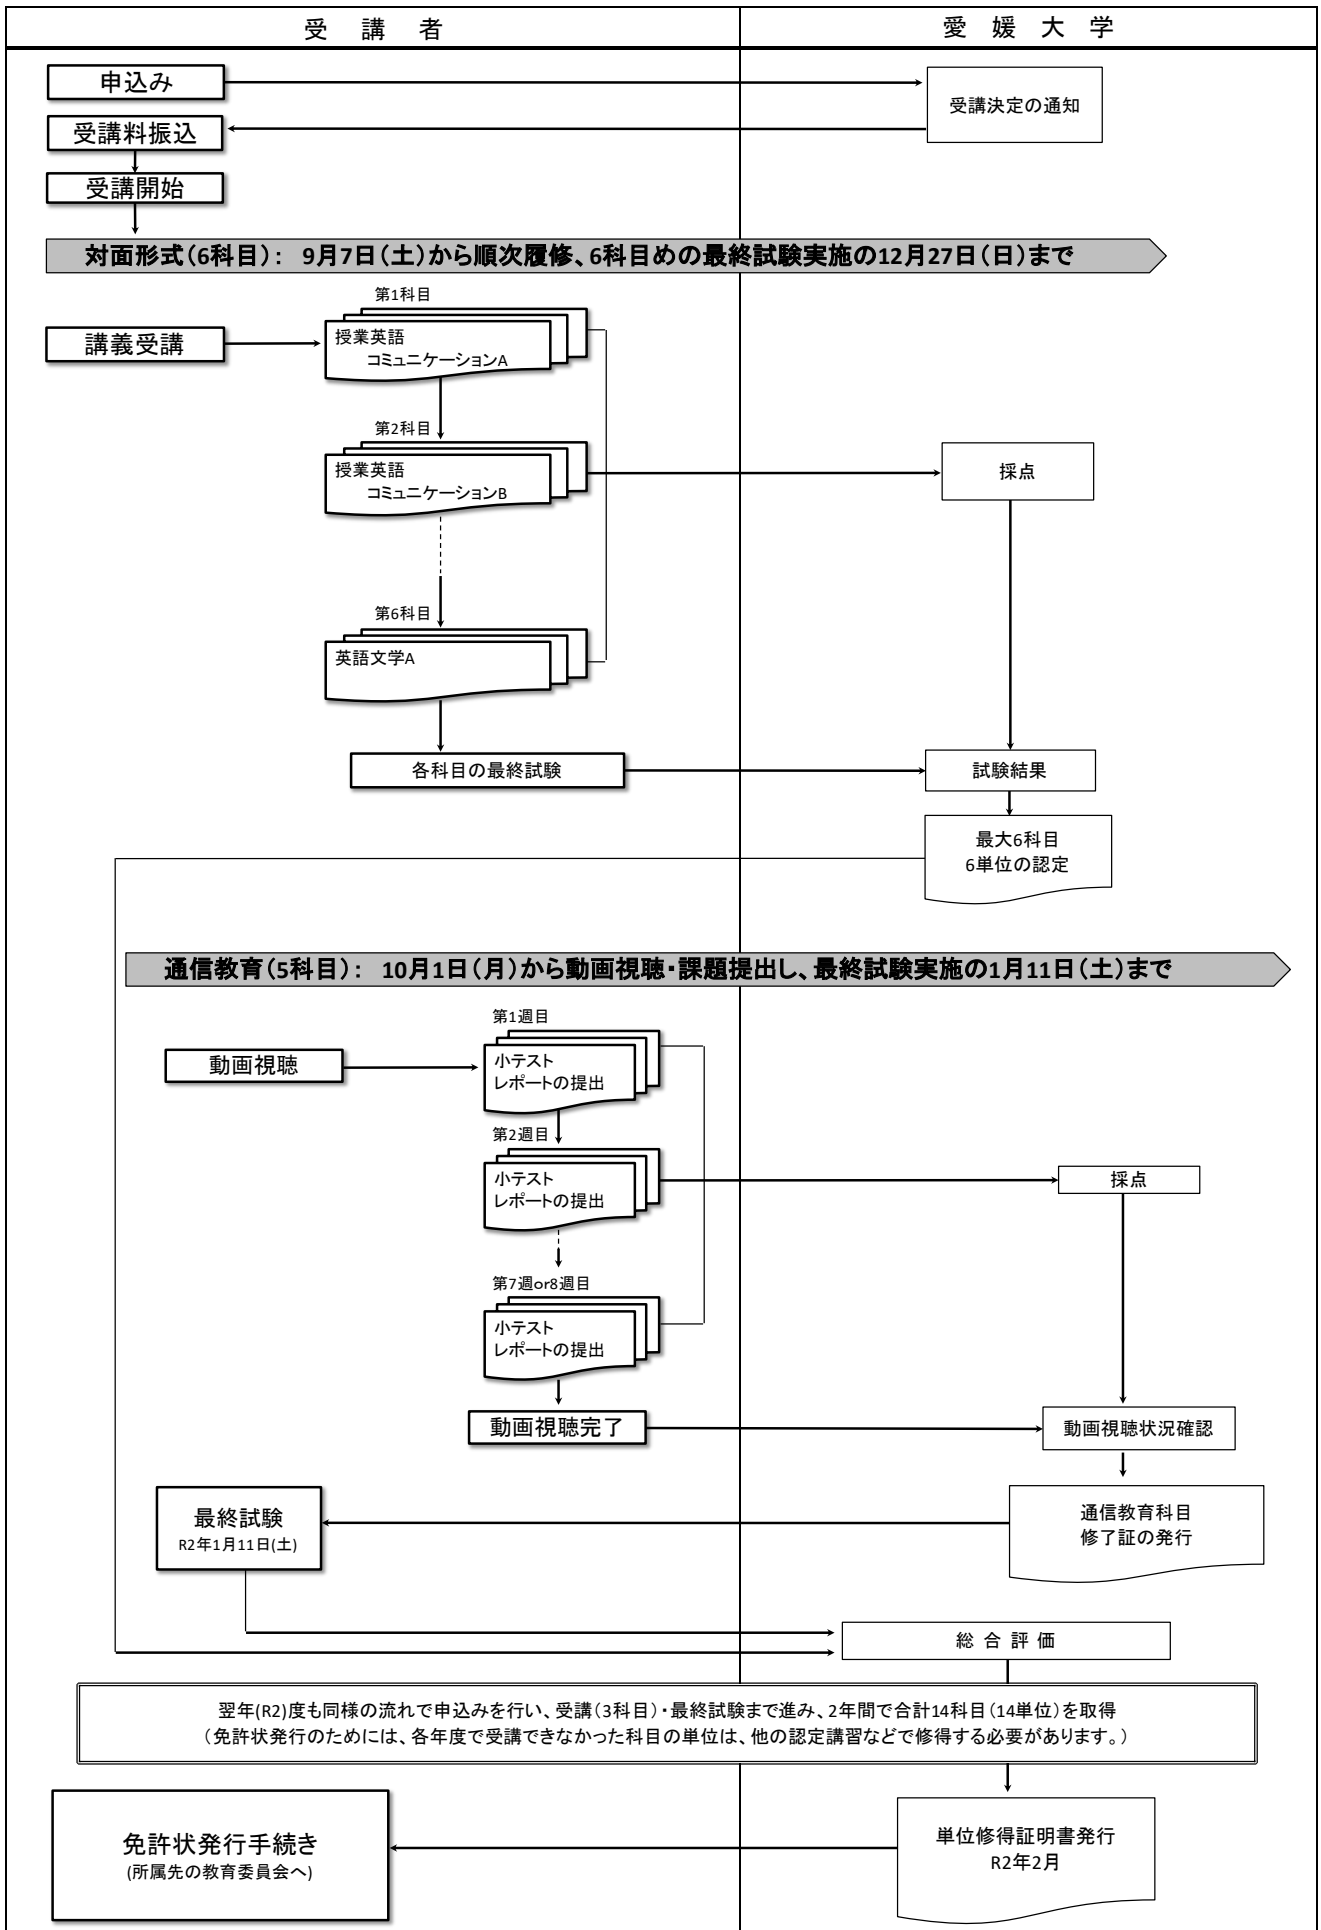 受　講　者
愛　媛　大　学
申込み
受講決定の通知
受講料振込
受講開始
対面形式(6科目)：　9月7日(土)から順次履修、6科目めの最終試験実施の12月27日(日)まで
第1科目
講義受講
授業英語
コミュニケーションA
第2科目
授業英語
コミュニケーションB
採点
第6科目
英語文学A
各科目の最終試験
試験結果
最大6科目
6単位の認定
通信教育(5科目)：　10月1日(月)から動画視聴・課題提出し、最終試験実施の1月11日(土)まで
第1週目
動画視聴
小テスト
レポートの提出
第2週目
小テスト
レポートの提出
採点
第7週or8週目
小テスト
レポートの提出
動画視聴完了
動画視聴状況確認
最終試験
R2年1月11日(土)
通信教育科目
修了証の発行
総 合 評 価
翌年(R2)度も同様の流れで申込みを行い、受講(3科目)・最終試験まで進み、2年間で合計14科目(14単位)を取得
(免許状発行のためには、各年度で受講できなかった科目の単位は、他の認定講習などで修得する必要があります。)
免許状発行手続き
(所属先の教育委員会へ)
単位修得証明書発行
R2年2月